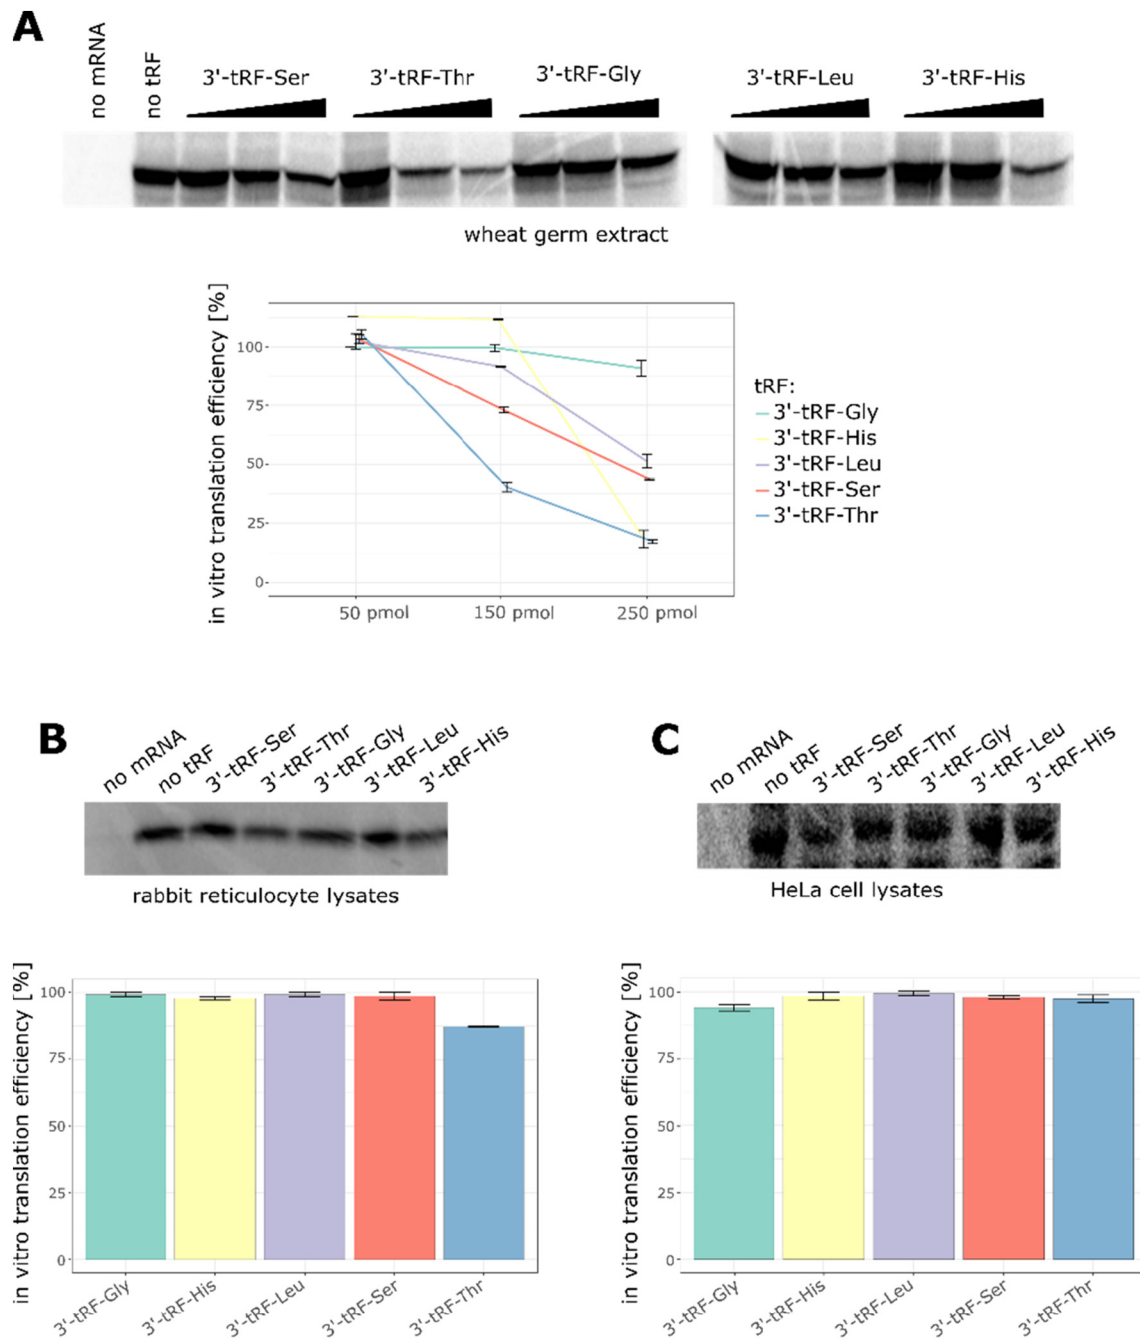 A
no mRNA
no tRF
3'-tRF-Ser
3'-tRF-Thr
3'-tRF-Gly
3'-tRF-Leu
3'-tRF-His
wheat germ extract
in vitro translation efficiency [%]
100
75
50
25
0
50 pmol
150 pmol
250 pmol
tRF:
3'-tRF-Gly
3'-tRF-His
3'-tRF-Leu
3'-tRF-Ser
3'-tRF-Thr
B
no mRNA
no tRF
3'-tRF-Ser
3'-tRF-Thr
3'-tRF-Gly
3'-tRF-Leu
3'-tRF-His
rabbit reticulocyte lysates
in vitro translation efficiency [%]
100
75
50
25
0
3'-tRF-Gly
3'-tRF-His
3'-tRF-Leu
3'-tRF-Ser
3'-tRF-Thr
C
no mRNA
no tRF
3'-tRF-Ser
3'-tRF-Thr
3'-tRF-Gly
3'-tRF-Leu
3'-tRF-His
HeLa cell lysates
in vitro translation efficiency [%]
100
75
50
25
0
3'-tRF-Gly
3'-tRF-His
3'-tRF-Leu
3'-tRF-Ser
3'-tRF-Thr